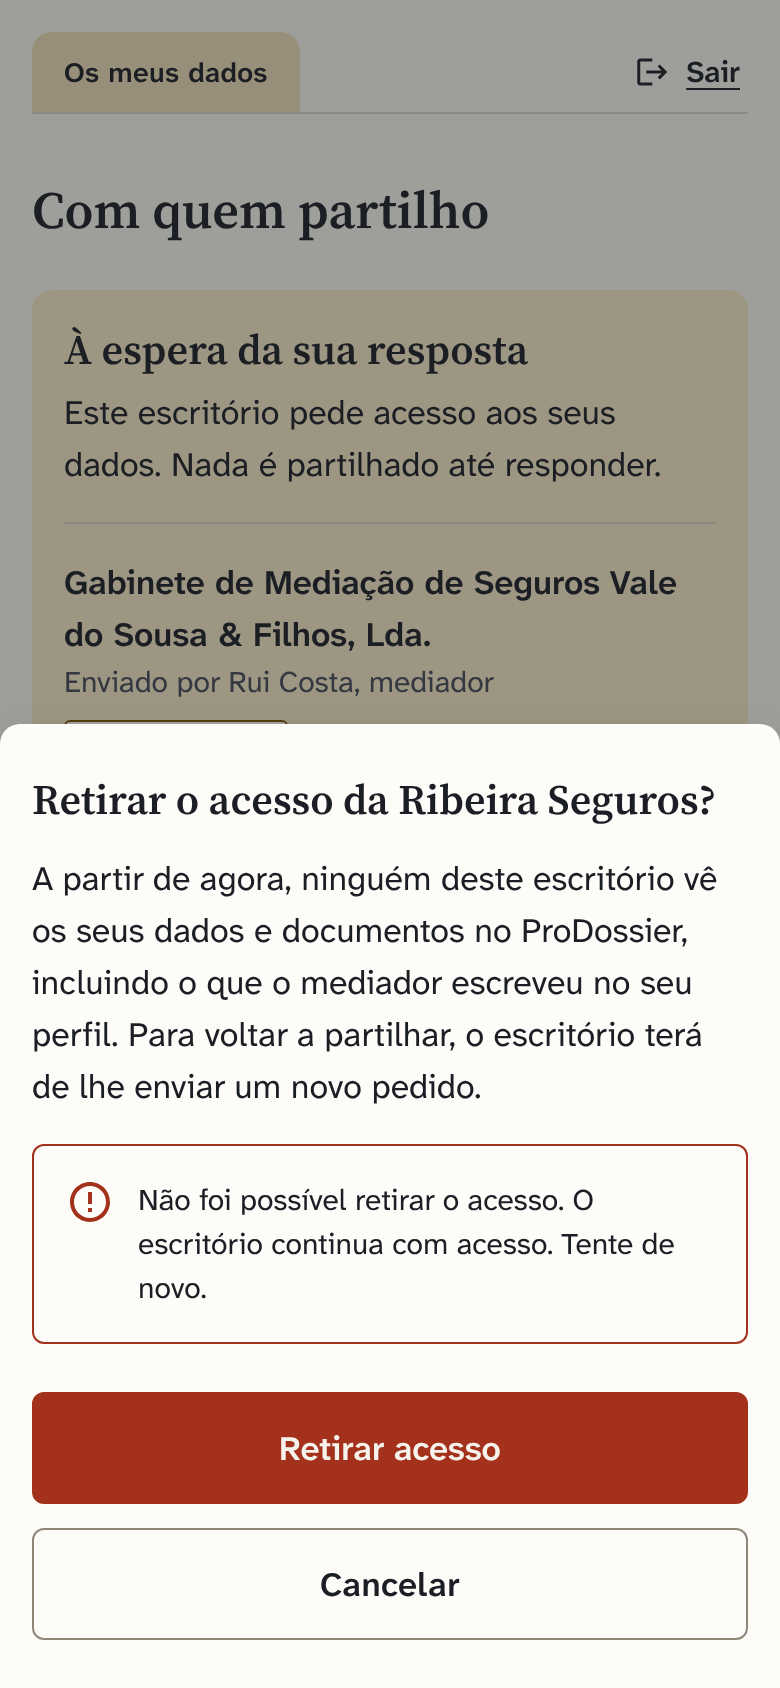 Os meus dados
Sair
Com quem partilho
À espera da sua resposta
Este escritório pede acesso aos seus
dados. Nada é partilhado até responder.
Gabinete de Mediação de Seguros Vale
do Sousa & Filhos, Lda.
Enviado por Rui Costa, mediador
Retirar o acesso da Ribeira Seguros?
A partir de agora, ninguém deste escritório vê
os seus dados e documentos no ProDossier,
incluindo o que o mediador escreveu no seu
perfil. Para voltar a partilhar, o escritório terá
de lhe enviar um novo pedido.
Não foi possível retirar o acesso. O
escritório continua com acesso. Tente de
novo.
Retirar acesso
Cancelar